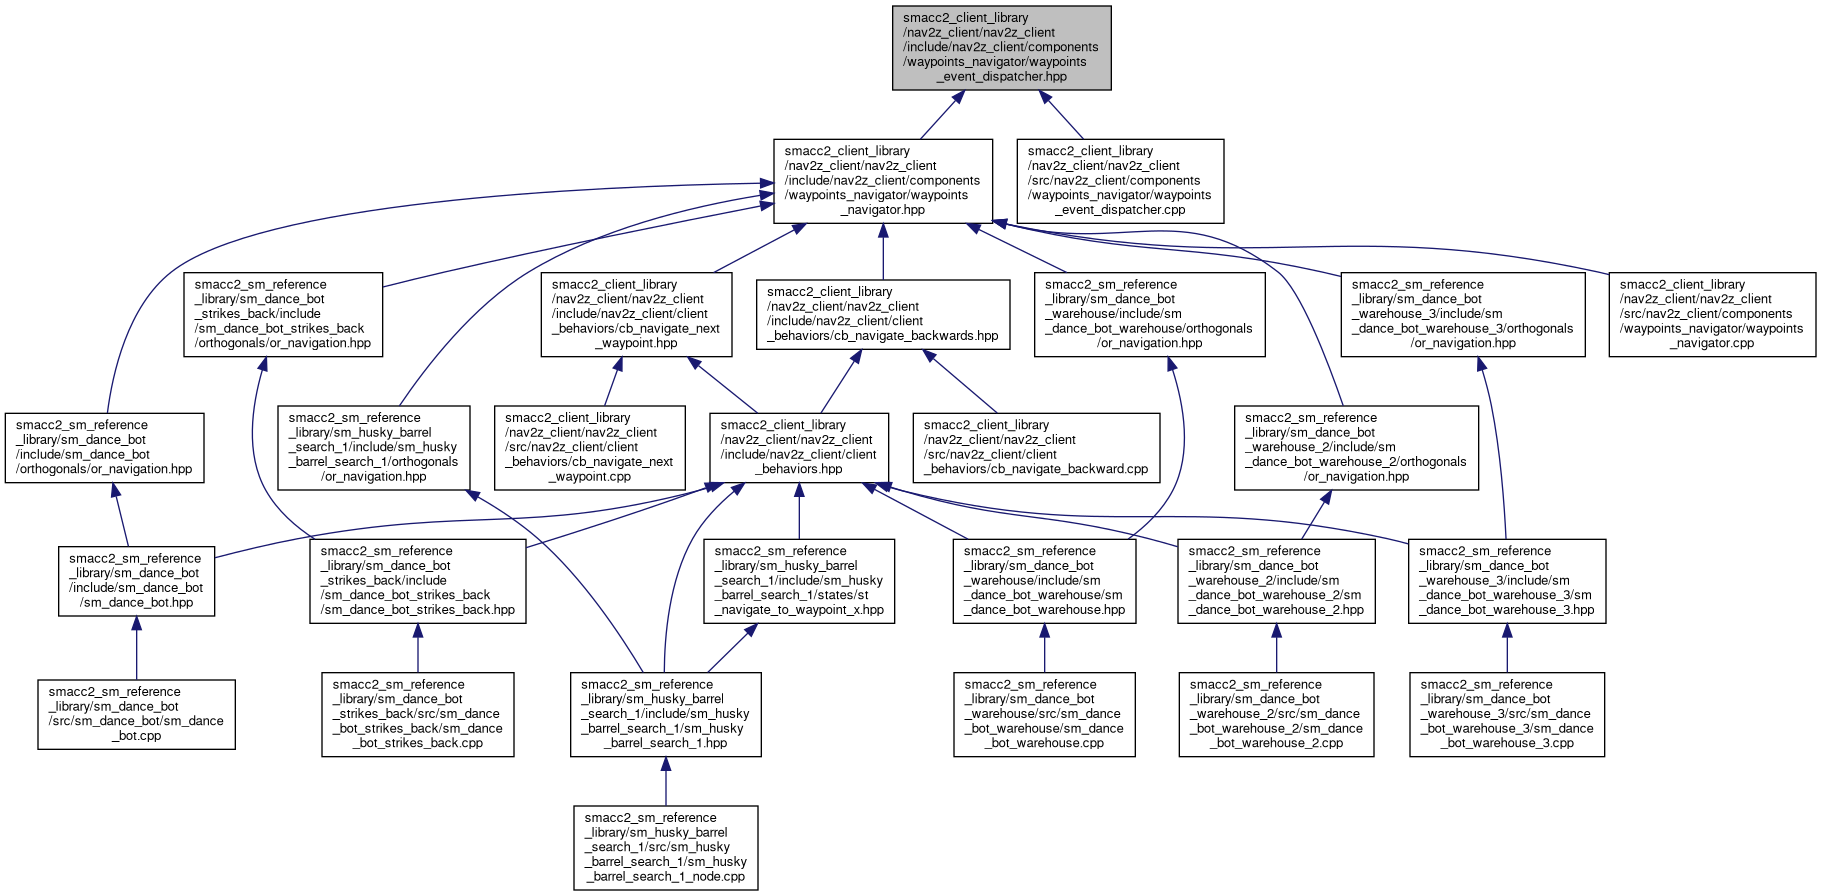 smacc2_client_library
/nav2z_client/nav2z_client
/include/nav2z_client/components
/waypoints_navigator/waypoints
_event_dispatcher.hpp
smacc2_client_library
/nav2z_client/nav2z_client
/include/nav2z_client/components
/waypoints_navigator/waypoints
_navigator.hpp
smacc2_client_library
/nav2z_client/nav2z_client
/src/nav2z_client/components
/waypoints_navigator/waypoints
_event_dispatcher.cpp
smacc2_sm_reference
_library/sm_dance_bot
_strikes_back/include
/sm_dance_bot_strikes_back
/orthogonals/or_navigation.hpp
smacc2_client_library
/nav2z_client/nav2z_client
/include/nav2z_client/client
_behaviors/cb_navigate_next
_waypoint.hpp
smacc2_client_library
/nav2z_client/nav2z_client
/include/nav2z_client/client
_behaviors/cb_navigate_backwards.hpp
smacc2_sm_reference
_library/sm_dance_bot
_warehouse/include/sm
_dance_bot_warehouse/orthogonals
/or_navigation.hpp
smacc2_sm_reference
_library/sm_dance_bot
_warehouse_3/include/sm
_dance_bot_warehouse_3/orthogonals
/or_navigation.hpp
smacc2_client_library
/nav2z_client/nav2z_client
/src/nav2z_client/components
/waypoints_navigator/waypoints
_navigator.cpp
smacc2_sm_reference
_library/sm_dance_bot
/include/sm_dance_bot
/orthogonals/or_navigation.hpp
smacc2_sm_reference
_library/sm_husky_barrel
_search_1/include/sm_husky
_barrel_search_1/orthogonals
/or_navigation.hpp
smacc2_client_library
/nav2z_client/nav2z_client
/src/nav2z_client/client
_behaviors/cb_navigate_next
_waypoint.cpp
smacc2_client_library
/nav2z_client/nav2z_client
/include/nav2z_client/client
_behaviors.hpp
smacc2_client_library
/nav2z_client/nav2z_client
/src/nav2z_client/client
_behaviors/cb_navigate_backward.cpp
smacc2_sm_reference
_library/sm_dance_bot
_warehouse_2/include/sm
_dance_bot_warehouse_2/orthogonals
/or_navigation.hpp
smacc2_sm_reference
_library/sm_dance_bot
/include/sm_dance_bot
/sm_dance_bot.hpp
smacc2_sm_reference
_library/sm_dance_bot
_strikes_back/include
/sm_dance_bot_strikes_back
/sm_dance_bot_strikes_back.hpp
smacc2_sm_reference
_library/sm_husky_barrel
_search_1/include/sm_husky
_barrel_search_1/states/st
_navigate_to_waypoint_x.hpp
smacc2_sm_reference
_library/sm_dance_bot
_warehouse/include/sm
_dance_bot_warehouse/sm
_dance_bot_warehouse.hpp
smacc2_sm_reference
_library/sm_dance_bot
_warehouse_2/include/sm
_dance_bot_warehouse_2/sm
_dance_bot_warehouse_2.hpp
smacc2_sm_reference
_library/sm_dance_bot
_warehouse_3/include/sm
_dance_bot_warehouse_3/sm
_dance_bot_warehouse_3.hpp
smacc2_sm_reference
_library/sm_dance_bot
/src/sm_dance_bot/sm_dance
_bot.cpp
smacc2_sm_reference
_library/sm_dance_bot
_strikes_back/src/sm_dance
_bot_strikes_back/sm_dance
_bot_strikes_back.cpp
smacc2_sm_reference
_library/sm_husky_barrel
_search_1/include/sm_husky
_barrel_search_1/sm_husky
_barrel_search_1.hpp
smacc2_sm_reference
_library/sm_dance_bot
_warehouse/src/sm_dance
_bot_warehouse/sm_dance
_bot_warehouse.cpp
smacc2_sm_reference
_library/sm_dance_bot
_warehouse_2/src/sm_dance
_bot_warehouse_2/sm_dance
_bot_warehouse_2.cpp
smacc2_sm_reference
_library/sm_dance_bot
_warehouse_3/src/sm_dance
_bot_warehouse_3/sm_dance
_bot_warehouse_3.cpp
smacc2_sm_reference
_library/sm_husky_barrel
_search_1/src/sm_husky
_barrel_search_1/sm_husky
_barrel_search_1_node.cpp